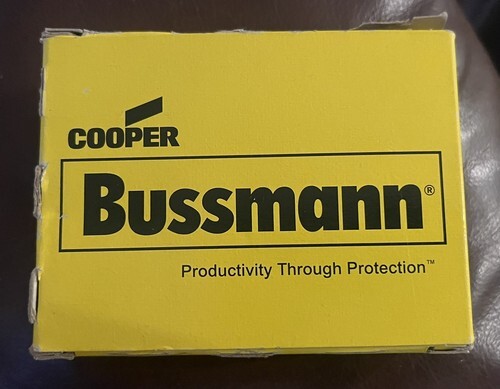 COOPER
Bussmann®
Productivity Through Protection™